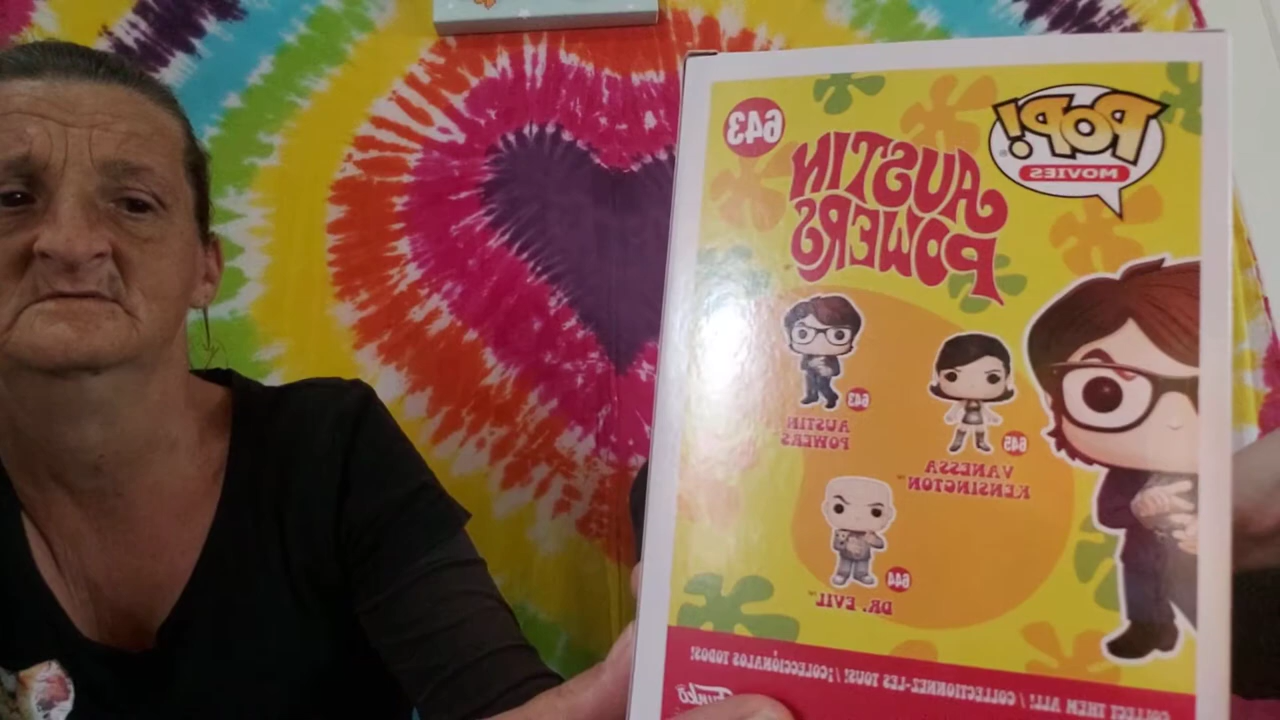 POP!
MOVIES
643
AUSTIN
POWERS
643
AUSTIN
POWERS
645
VANESSA
KENSINGTON™
644
DR. EVIL™
COLLECT THEM ALL! / COLLECTIONNEZ-LES TOUS! / ¡COLECCIÓNALOS TODOS!
Funko